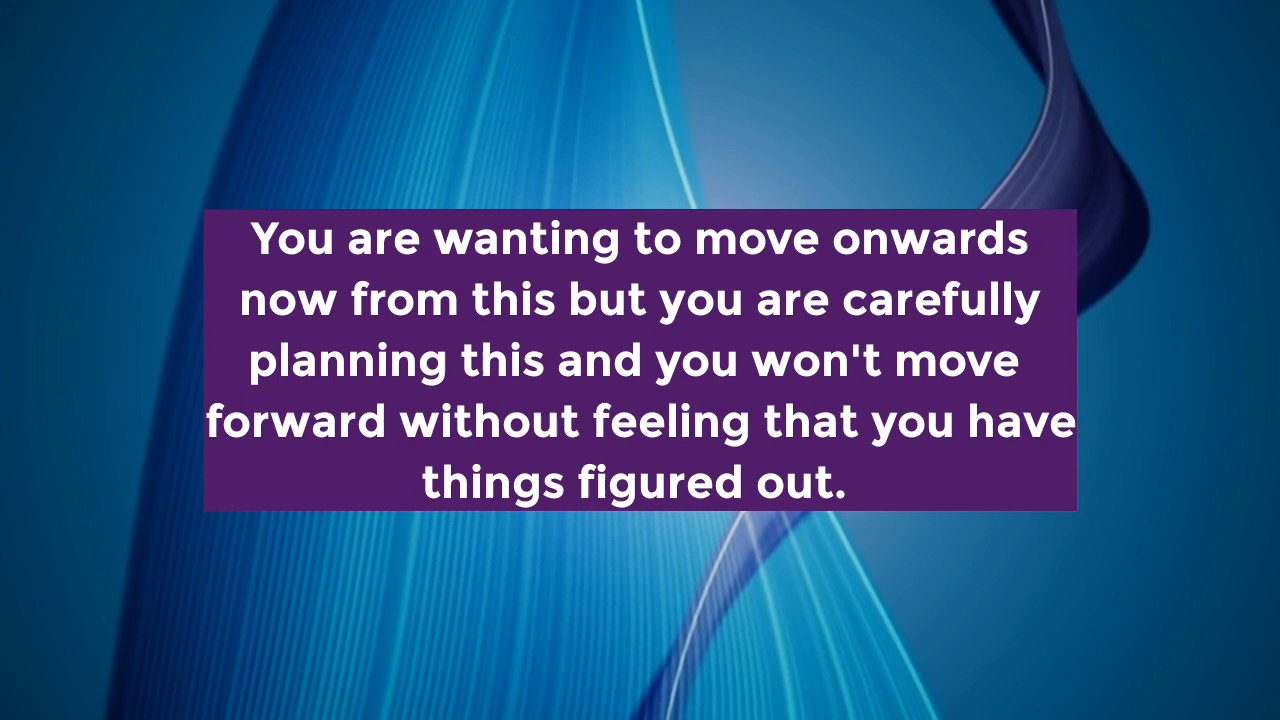 You are wanting to move onwards
now from this but you are carefully
planning this and you won't move
forward without feeling that you have
things figured out.